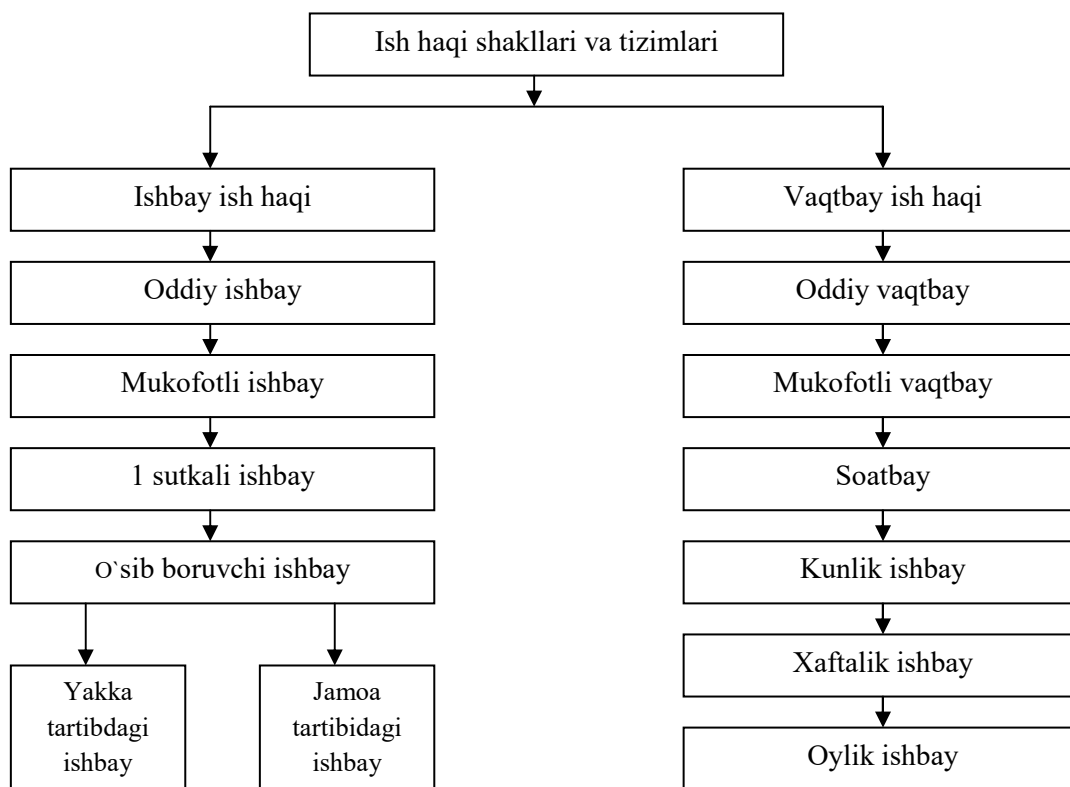 Ish haqi shakllari va tizimlari
Ishbay ish haqi
Oddiy ishbay
Mukofotli ishbay
1 sutkali ishbay
O`sib boruvchi ishbay
Yakka
tartibdagi
ishbay
Jamoa
tartibidagi
ishbay
Vaqtbay ish haqi
Oddiy vaqtbay
Mukofotli vaqtbay
Soatbay
Kunlik ishbay
Xaftalik ishbay
Oylik ishbay